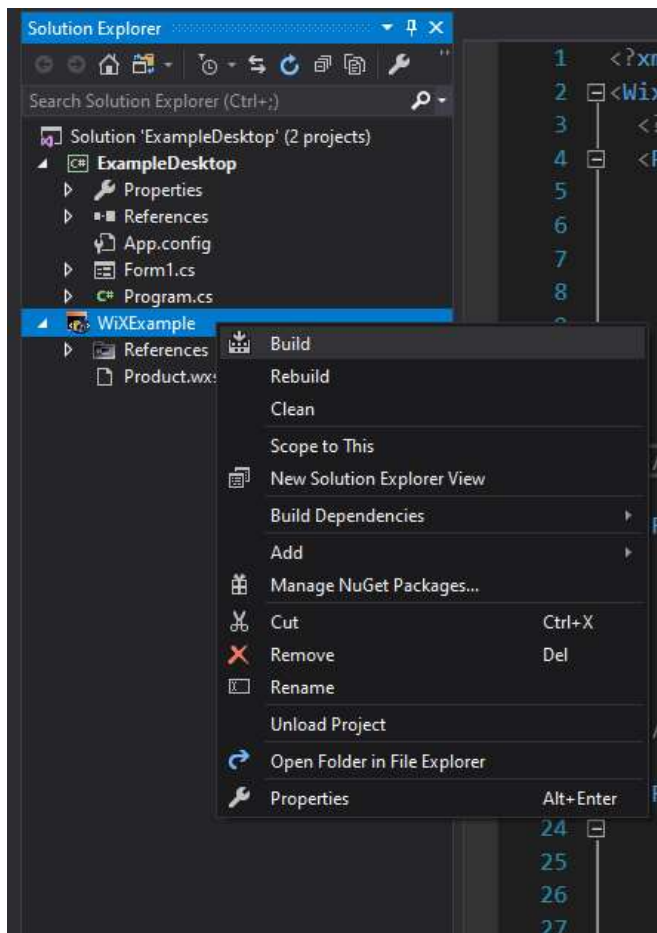 Solution Explorer
Search Solution Explorer (Ctrl+;)
Solution 'ExampleDesktop' (2 projects)
C# ExampleDesktop
Properties
References
App.config
Form1.cs
C# Program.cs
WiXExample
References
Product.wxs
Build
Rebuild
Clean
Scope to This
New Solution Explorer View
Build Dependencies
Add
Manage NuGet Packages...
Cut Ctrl+X
Remove Del
Rename
Unload Project
Open Folder in File Explorer
Properties Alt+Enter
1 <?xm
2 <Wix
3 <?
4 <P
5
6
7
8
24
25
26
27